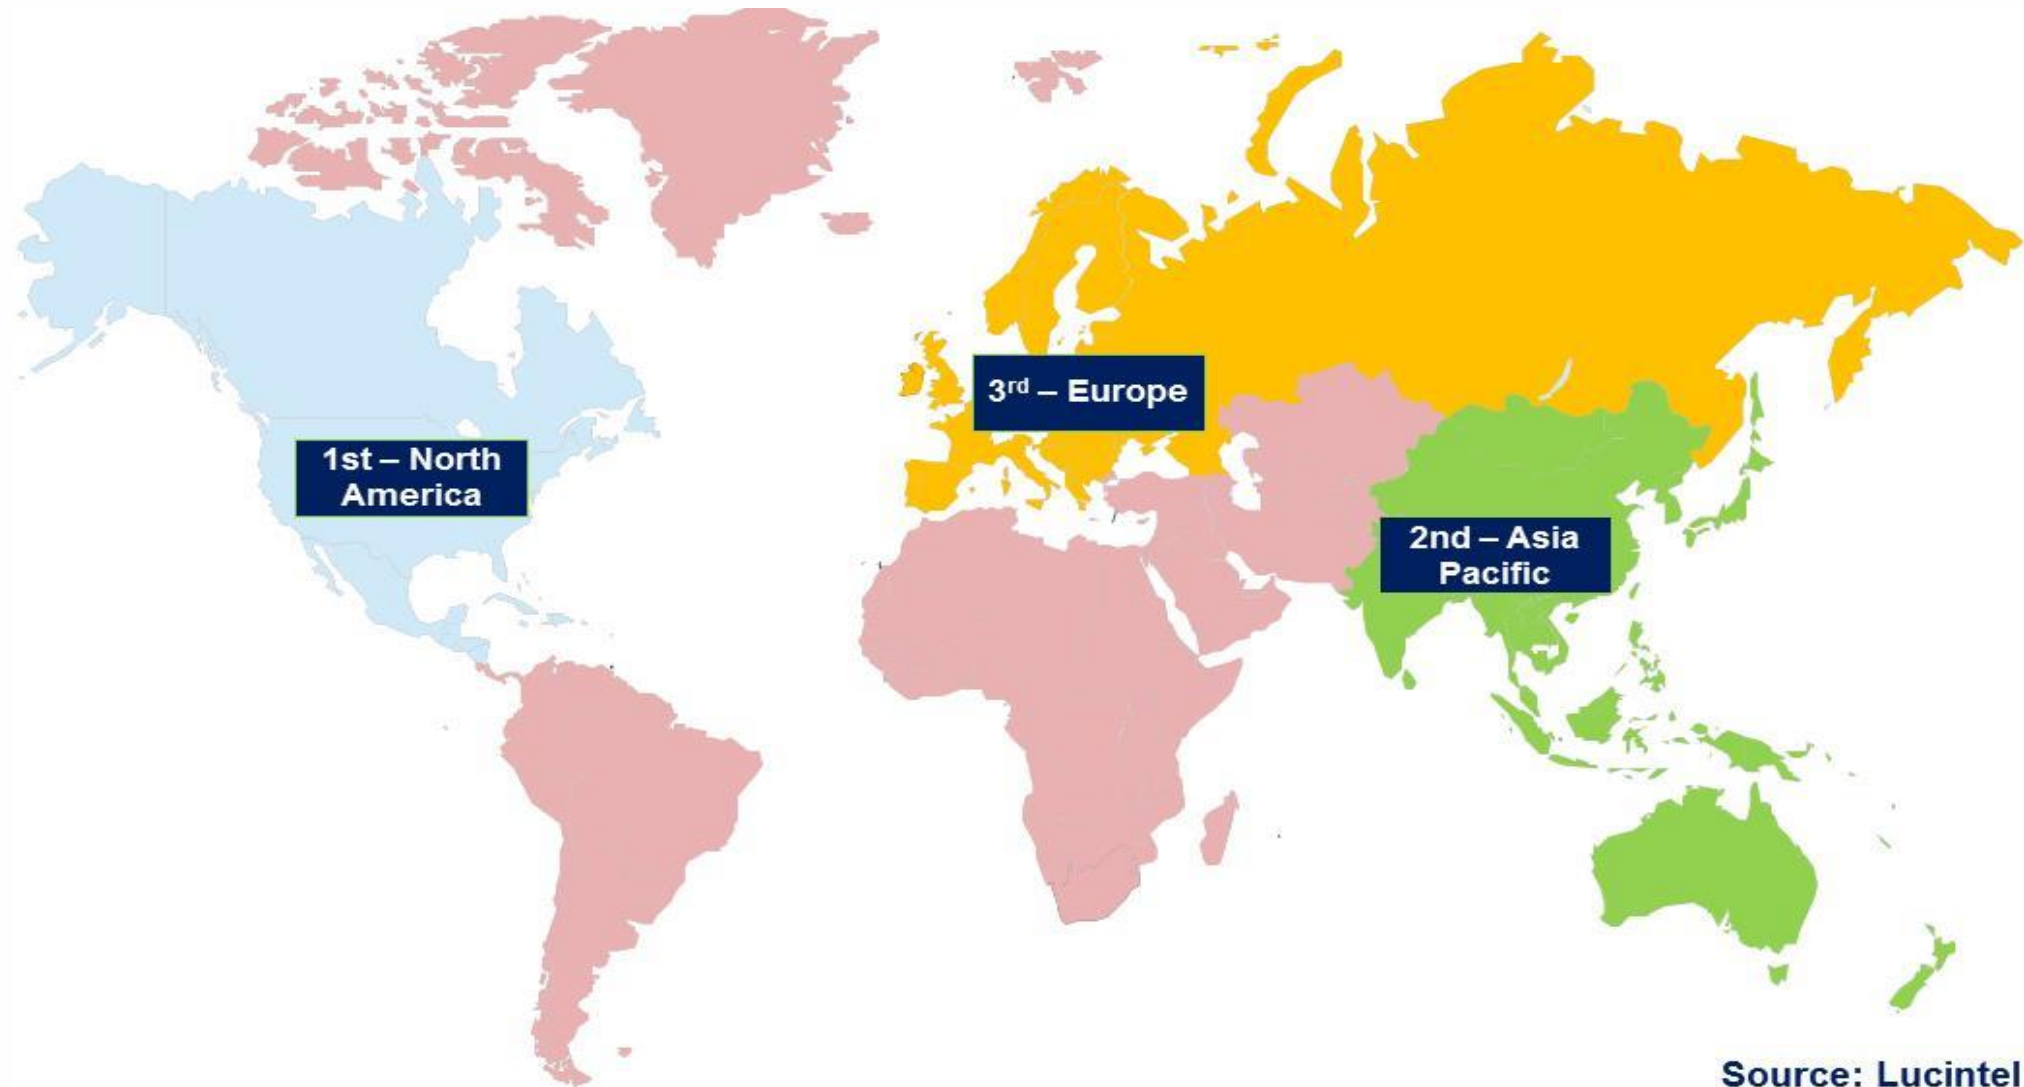 3rd – Europe
1st – North
America
2nd – Asia
Pacific
Source: Lucintel